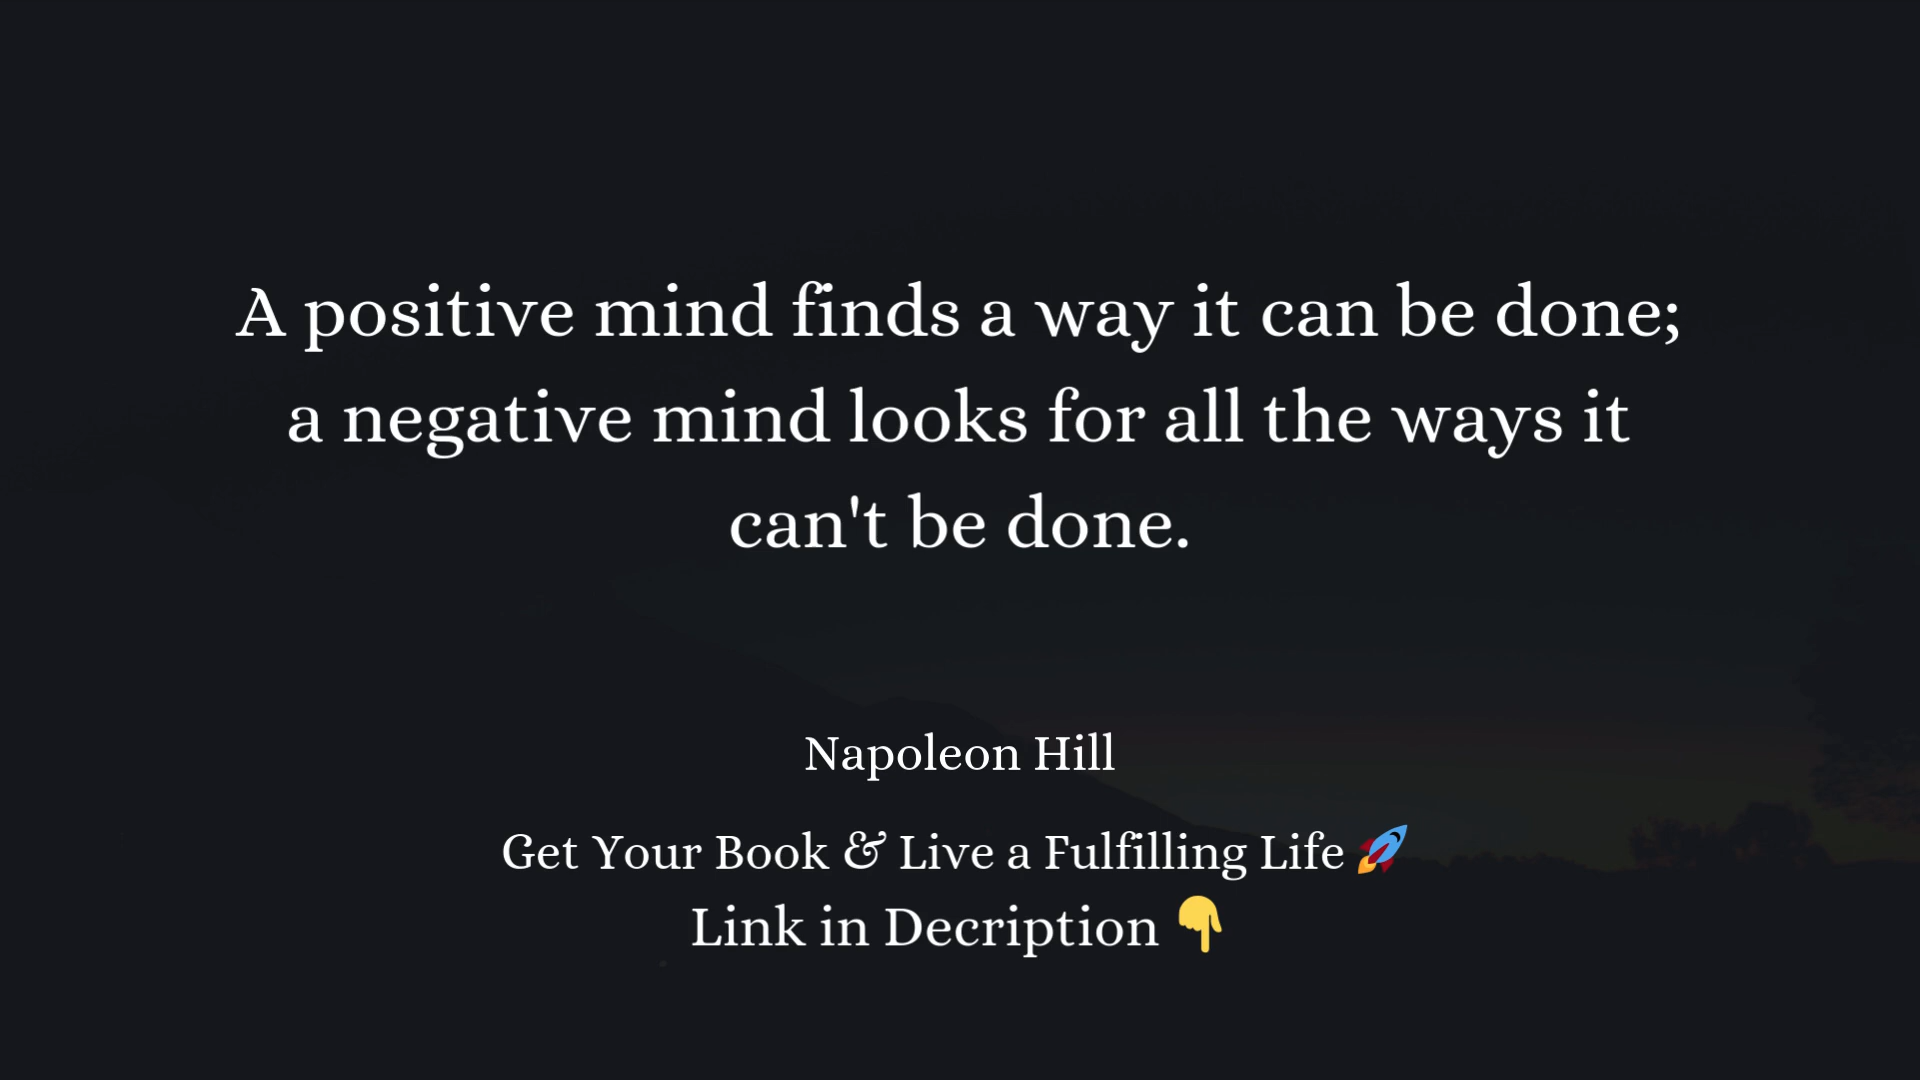 A positive mind finds a way it can be done;
a negative mind looks for all the ways it
can't be done.
Napoleon Hill
Get Your Book & Live a Fulfilling Life 🚀
Link in Decription 👇